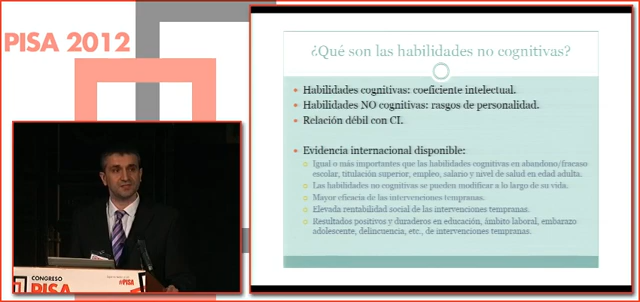 PISA 2012
¿Qué son las habilidades no cognitivas?
Habilidades cognitivas: coeficiente intelectual.
Habilidades NO cognitivas: rasgos de personalidad.
Relación débil con CI.
Evidencia internacional disponible:
Igual o más importantes que las habilidades cognitivas en abandono/fracaso
escolar, titulación superior, empleo, salario y nivel de salud en edad adulta.
Las habilidades no cognitivas se pueden modificar a lo largo de su vida.
Mayor eficacia de las intervenciones tempranas.
Elevada rentabilidad social de las intervenciones tempranas.
Resultados positivos y duraderos en educación, ámbito laboral, embarazo
adolescente, delincuencia, etc., de intervenciones tempranas.
CONGRESO
PISA
#PISA